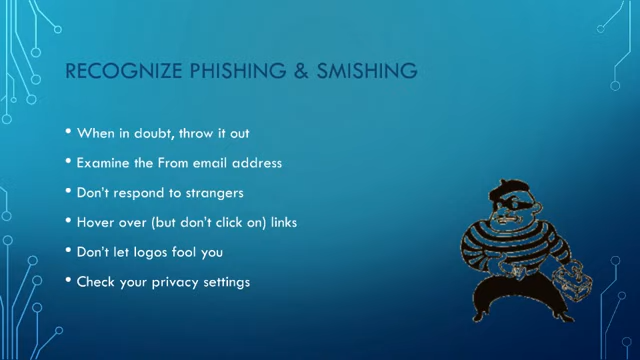 RECOGNIZE PHISHING & SMISHING
• When in doubt, throw it out
• Examine the From email address
• Don't respond to strangers
• Hover over (but don't click on) links
• Don't let logos fool you
• Check your privacy settings